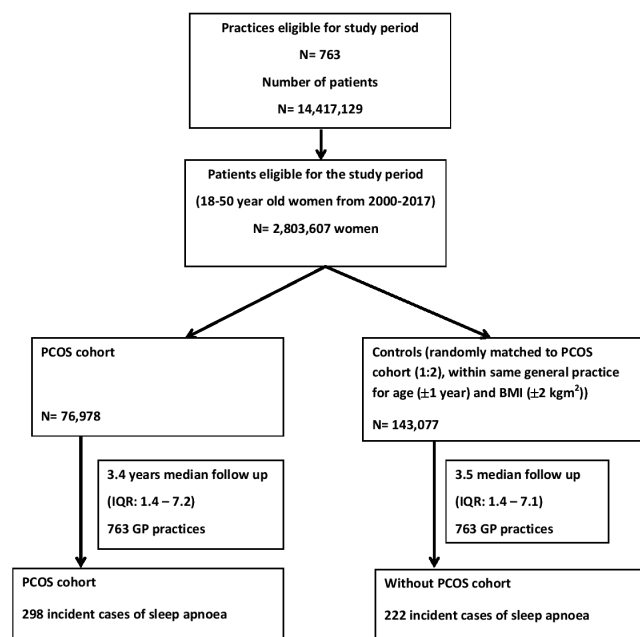 Practices eligible for study period
N= 763
Number of patients
N= 14,417,129
Patients eligible for the study period
(18-50 year old women from 2000-2017)
N= 2,803,607 women
PCOS cohort
N= 76,978
Controls (randomly matched to PCOS
cohort (1:2), within same general practice
for age (±1 year) and BMI (±2 kgm²))
N= 143,077
3.4 years median follow up
(IQR: 1.4 – 7.2)
763 GP practices
3.5 median follow up
(IQR: 1.4 – 7.1)
763 GP practices
PCOS cohort
298 incident cases of sleep apnoea
Without PCOS cohort
222 incident cases of sleep apnoea